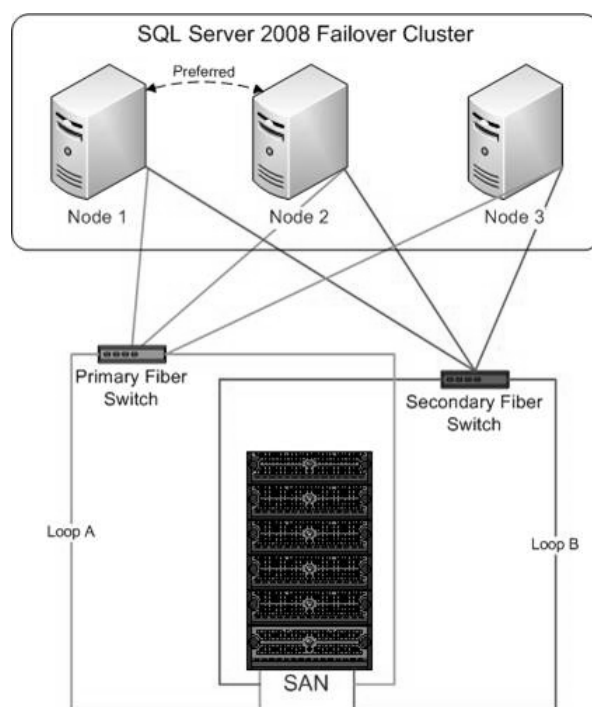 SQL Server 2008 Failover Cluster
Preferred
Node 1
Node 2
Node 3
Primary Fiber
Switch
Secondary Fiber
Switch
Loop A
Loop B
SAN